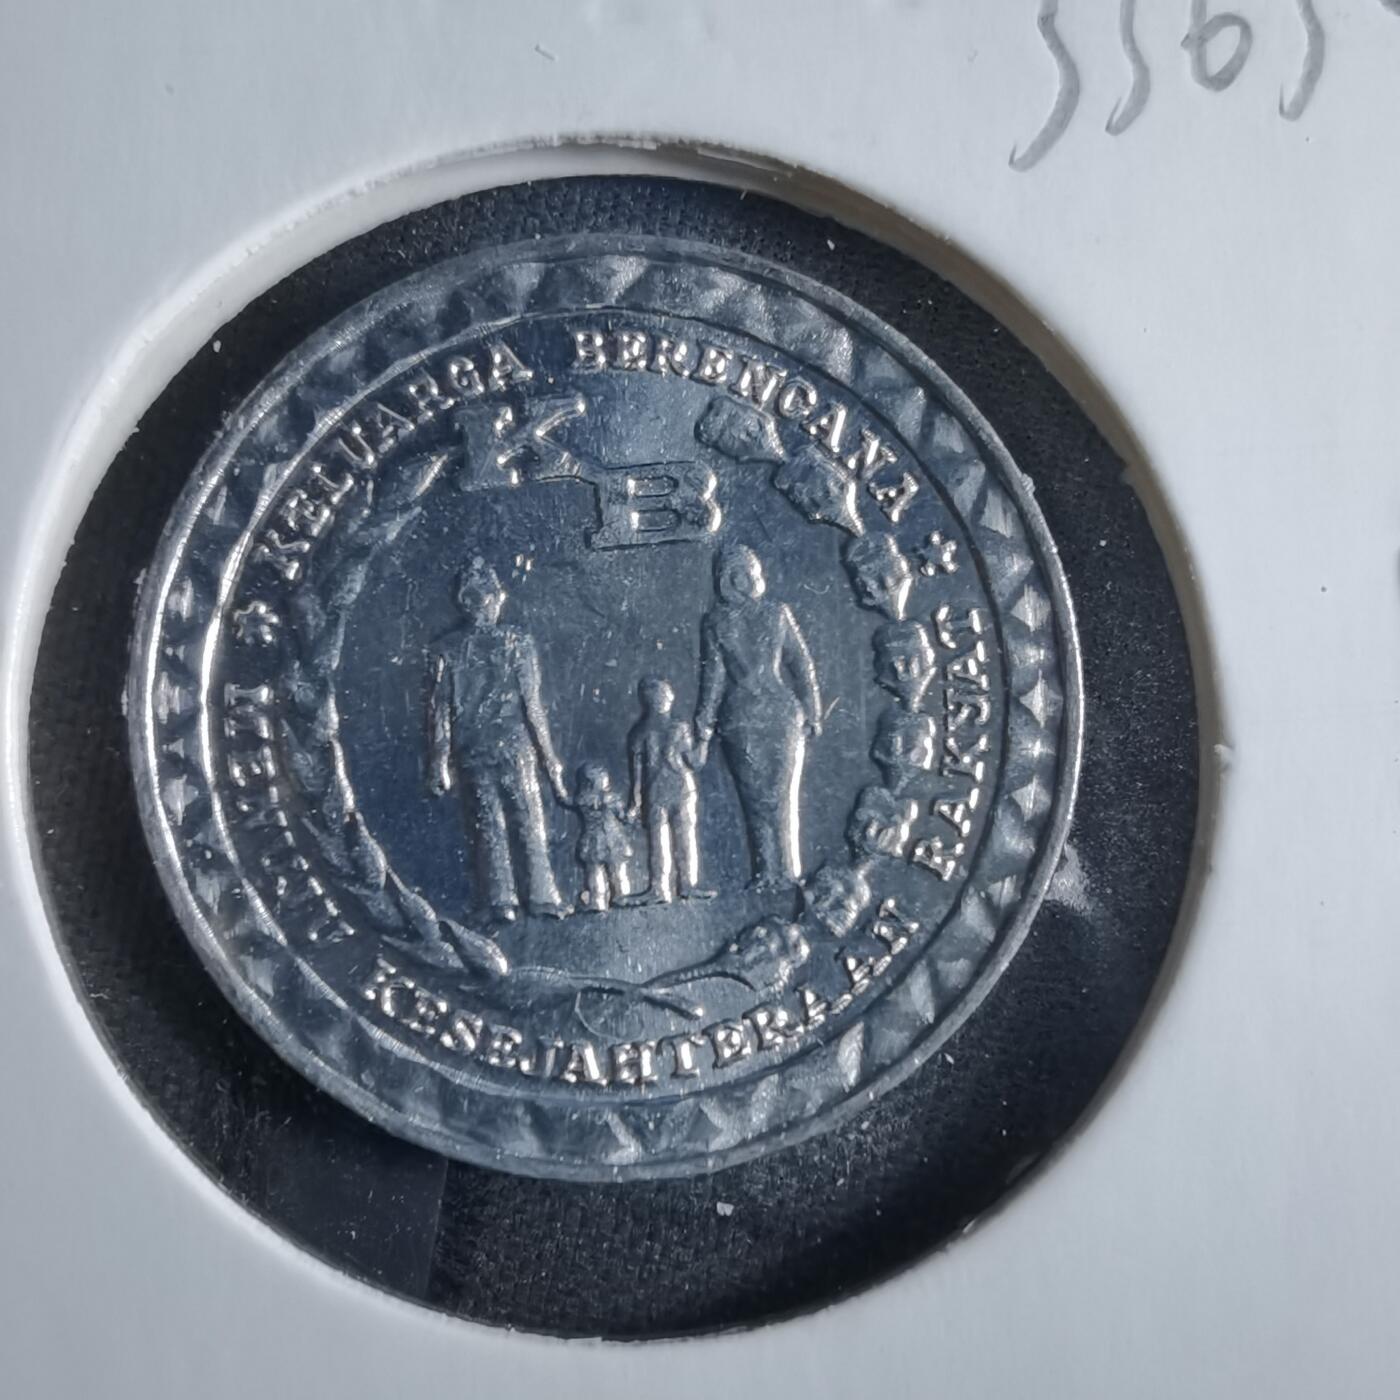 KELUARGA BERENCANA
KB
MENUJU KESEJAHTERAAN RAKYAT